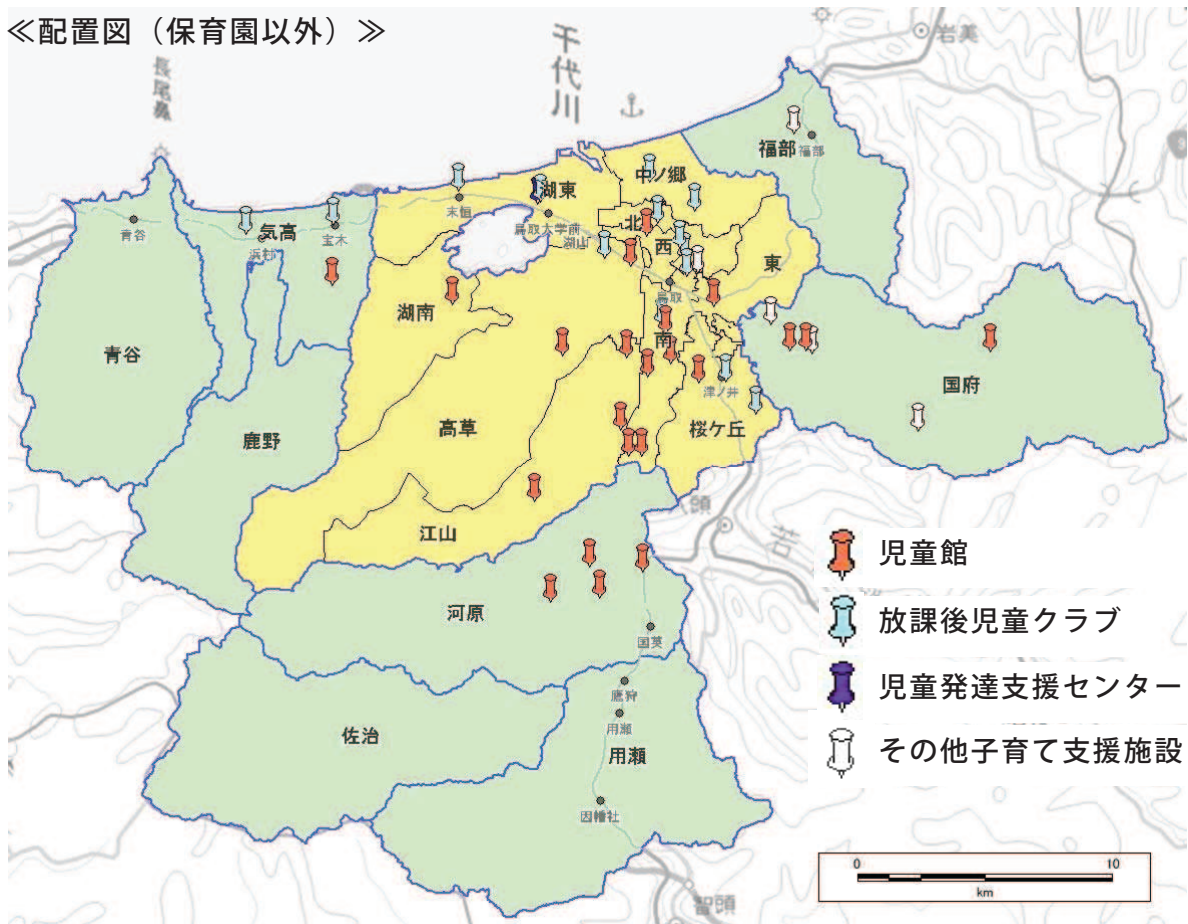 ≪配置図（保育園以外）≫
千代川
長尾鼻
岩美
9
福部
福部
中ノ郷
湖東
北
末恒
鳥取大学前
湖山
西
気高
宝木
浜村
青谷
東
鳥取
湖南
南
青谷
国府
津ノ井
高草
桜ケ丘
鹿野
江山
河原
国英
鷹狩
佐治
用瀬
用瀬
因幡社
智頭
児童館
放課後児童クラブ
児童発達支援センター
その他子育て支援施設
0 10
km